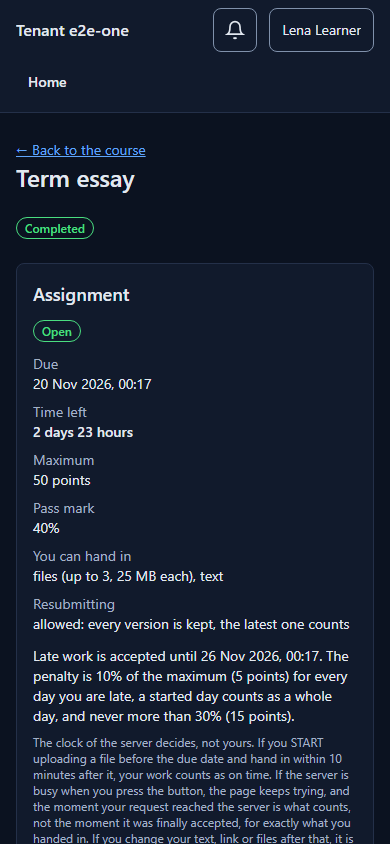 Tenant e2e-one
Lena Learner
Home
← Back to the course
Term essay
Completed
Assignment
Open
Due
20 Nov 2026, 00:17
Time left
2 days 23 hours
Maximum
50 points
Pass mark
40%
You can hand in
files (up to 3, 25 MB each), text
Resubmitting
allowed: every version is kept, the latest one counts
Late work is accepted until 26 Nov 2026, 00:17. The
penalty is 10% of the maximum (5 points) for every
day you are late, a started day counts as a whole
day, and never more than 30% (15 points).
The clock of the server decides, not yours. If you START
uploading a file before the due date and hand in within 10
minutes after it, your work counts as on time. If the server is
busy when you press the button, the page keeps trying, and
the moment your request reached the server is what counts,
not the moment it was finally accepted, for exactly what you
handed in. If you change your text, link or files after that, it is